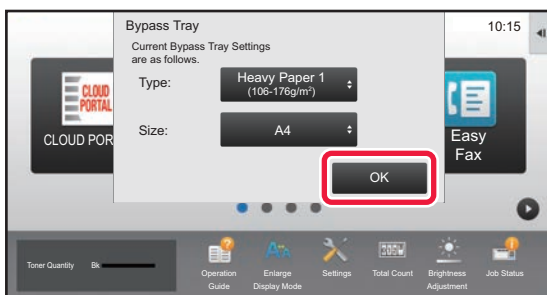 Bypass Tray
10:15
Current Bypass Tray Settings
are as follows.
Type:
Heavy Paper 1
(106-176g/m²)
Size:
A4
OK
CLOUD
PORTAL
CLOUD POR
Easy
Fax
Toner Quantity
Bk
Operation
Guide
Enlarge
Display Mode
Settings
Total Count
Brightness
Adjustment
Job Status